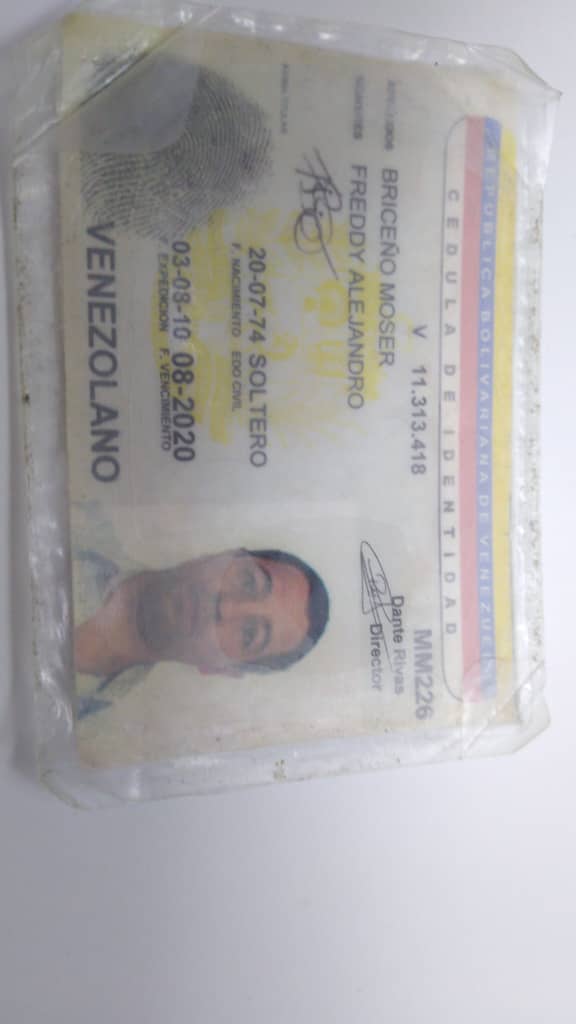 REPUBLICA BOLIVARIANA DE VENEZUELA
CEDULA DE IDENTIDAD
V 11.313.418
MM226
APELLIDOS BRICEÑO MOSER
NOMBRES FREDDY ALEJANDRO
Dante Rivas
Director
FIRMA TITULAR
20-07-74 SOLTERO
F. NACIMIENTO EDO CIVIL
03-08-10 08-2020
F. EXPEDICION F. VENCIMIENTO
VENEZOLANO